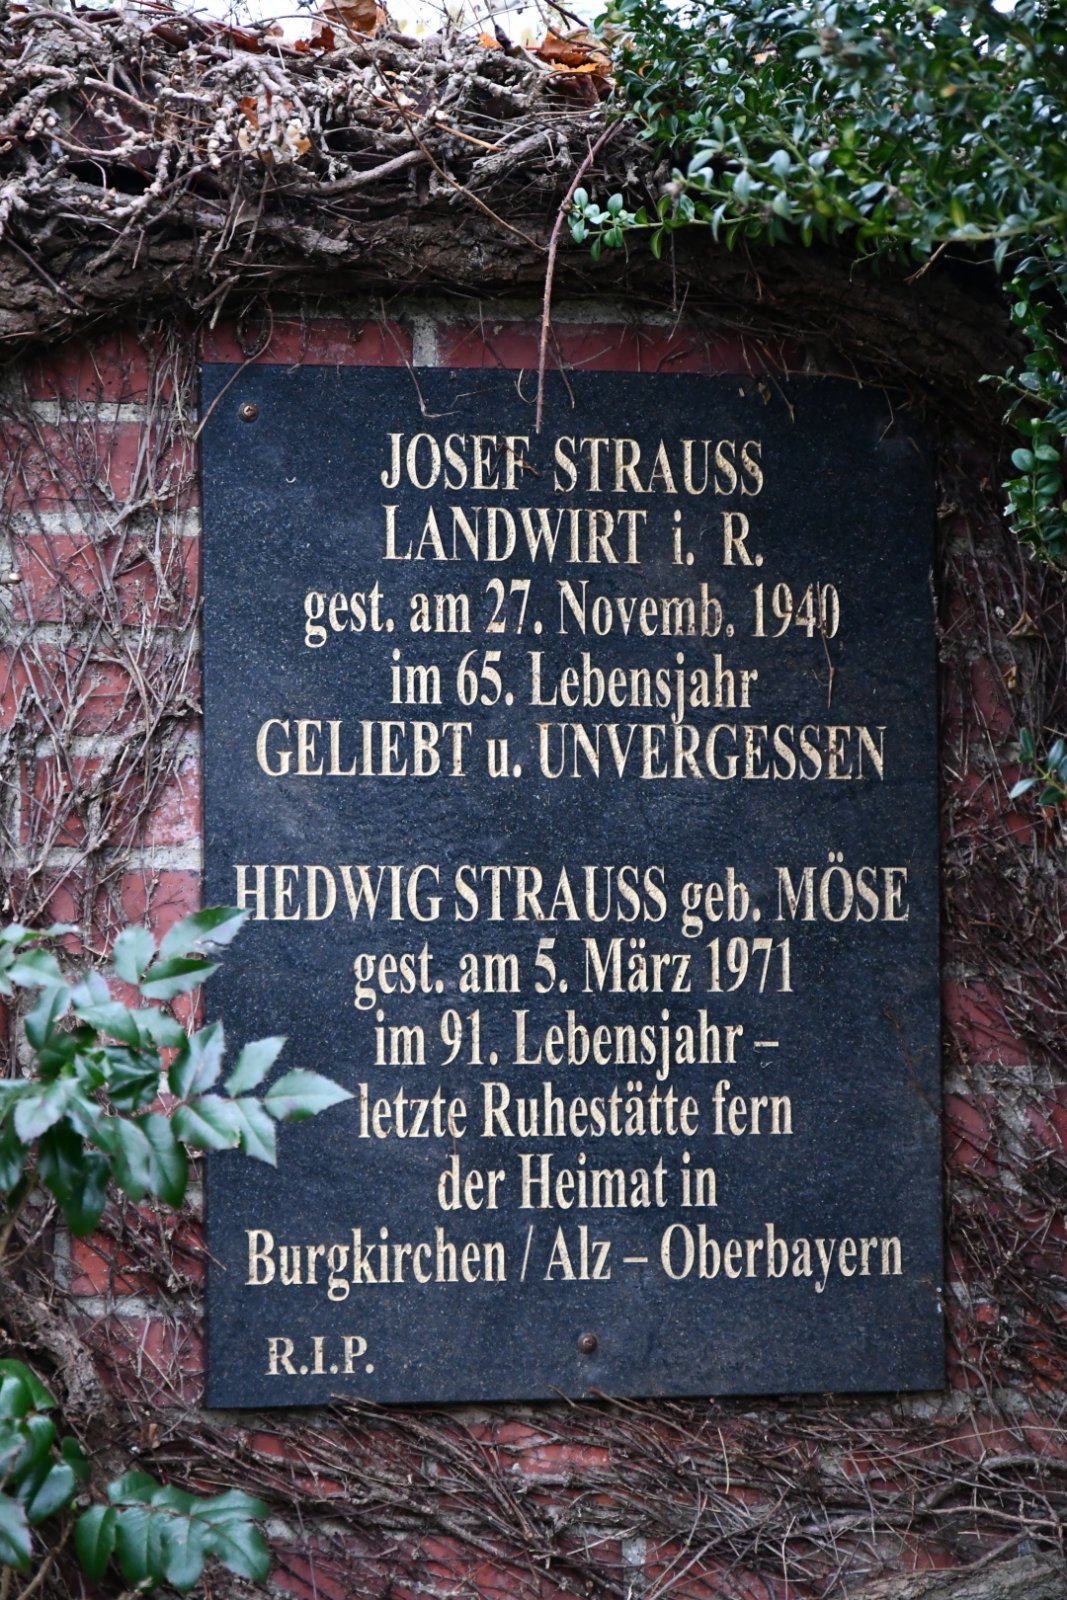 JOSEF STRAUSS
LANDWIRT i. R.
gest. am 27. Novemb. 1940
im 65. Lebensjahr
GELIEBT u. UNVERGESSEN
HEDWIG STRAUSS geb. MÖSE
gest. am 5. März 1971
im 91. Lebensjahr –
letzte Ruhestätte fern
der Heimat in
Burgkirchen / Alz – Oberbayern
R.I.P.